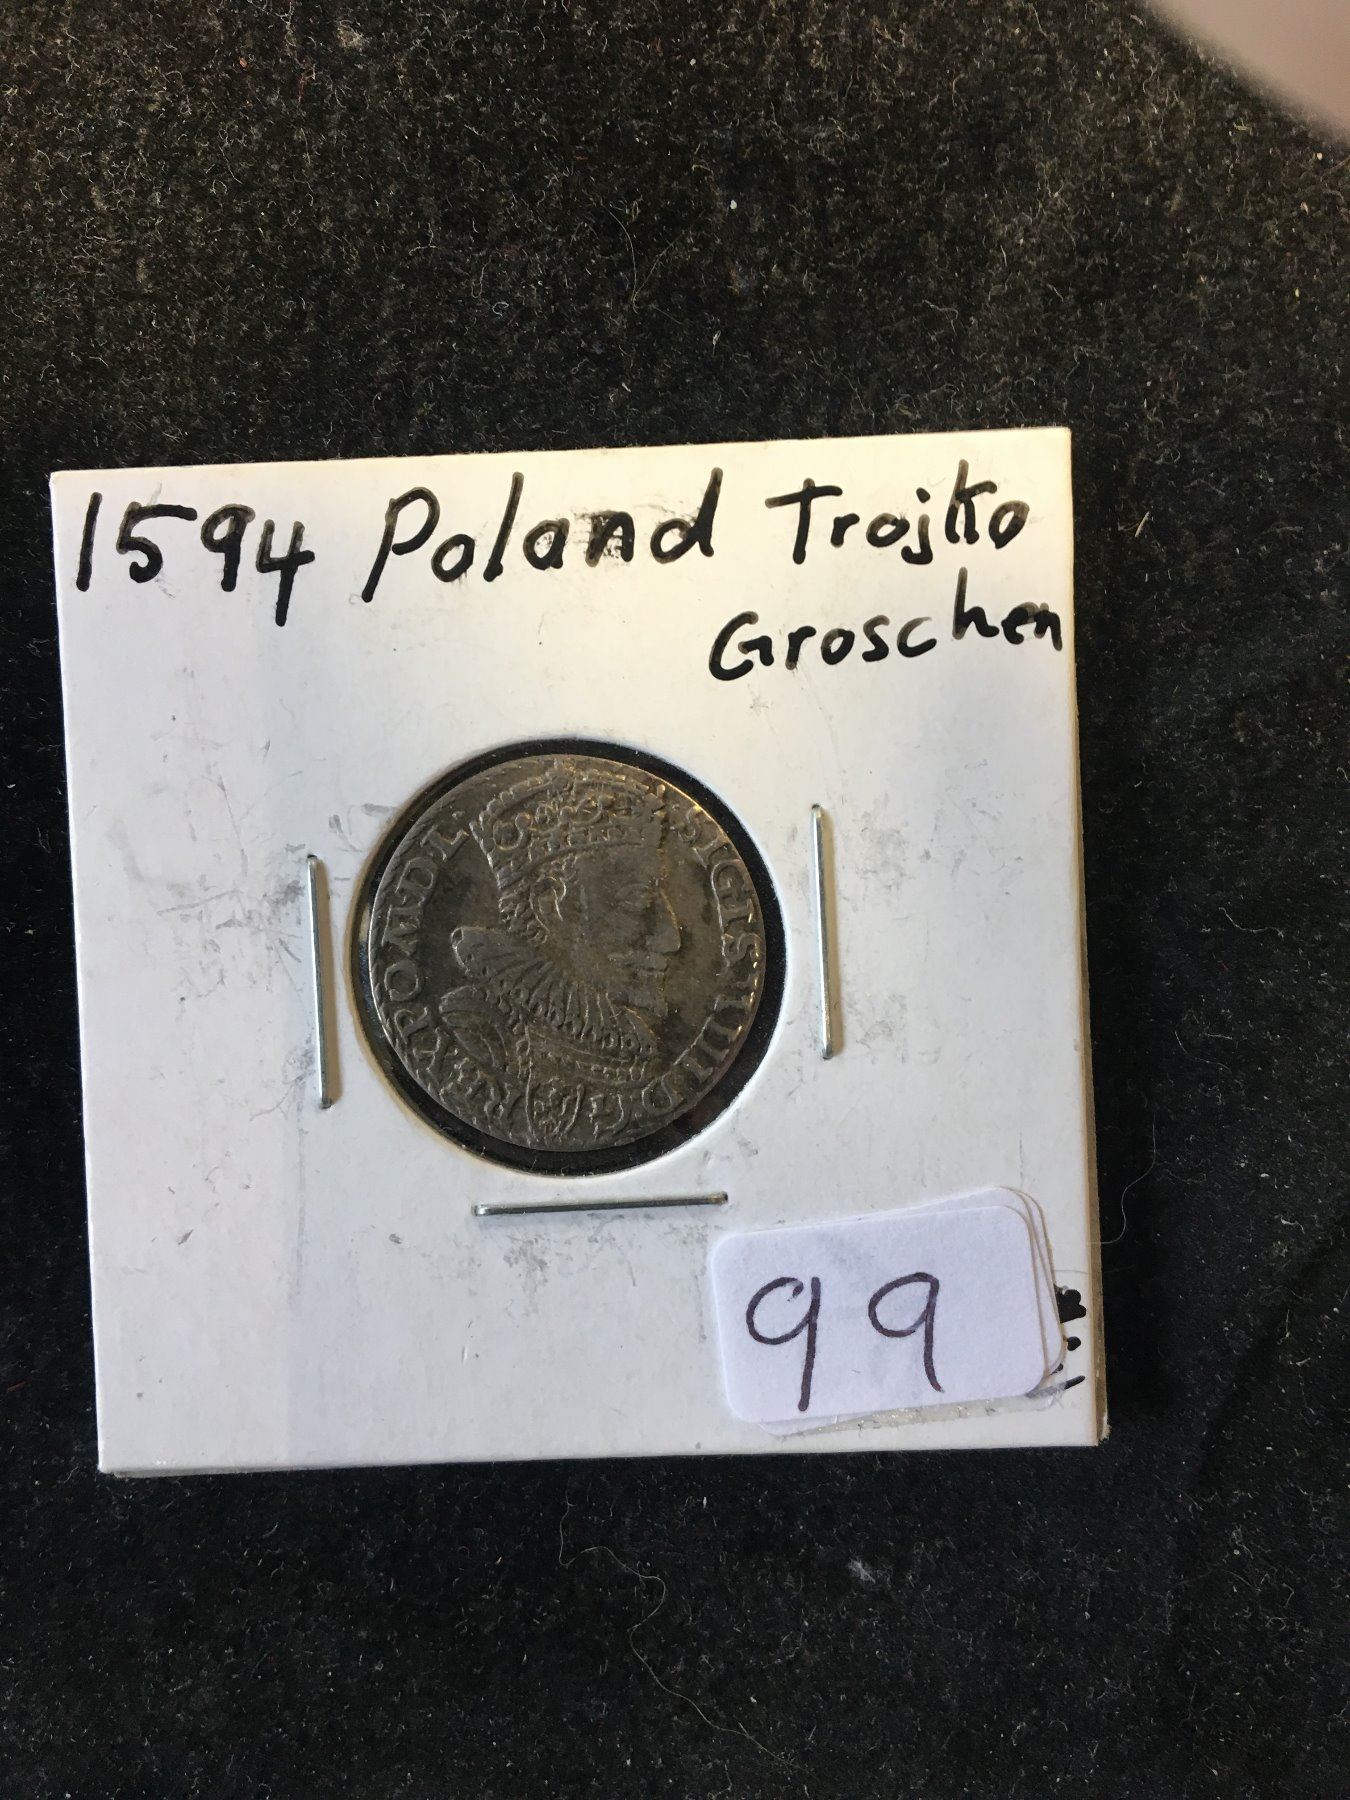 1594 Poland Trojko
Groschen
SIGIS III D G
REX PO M D L
99